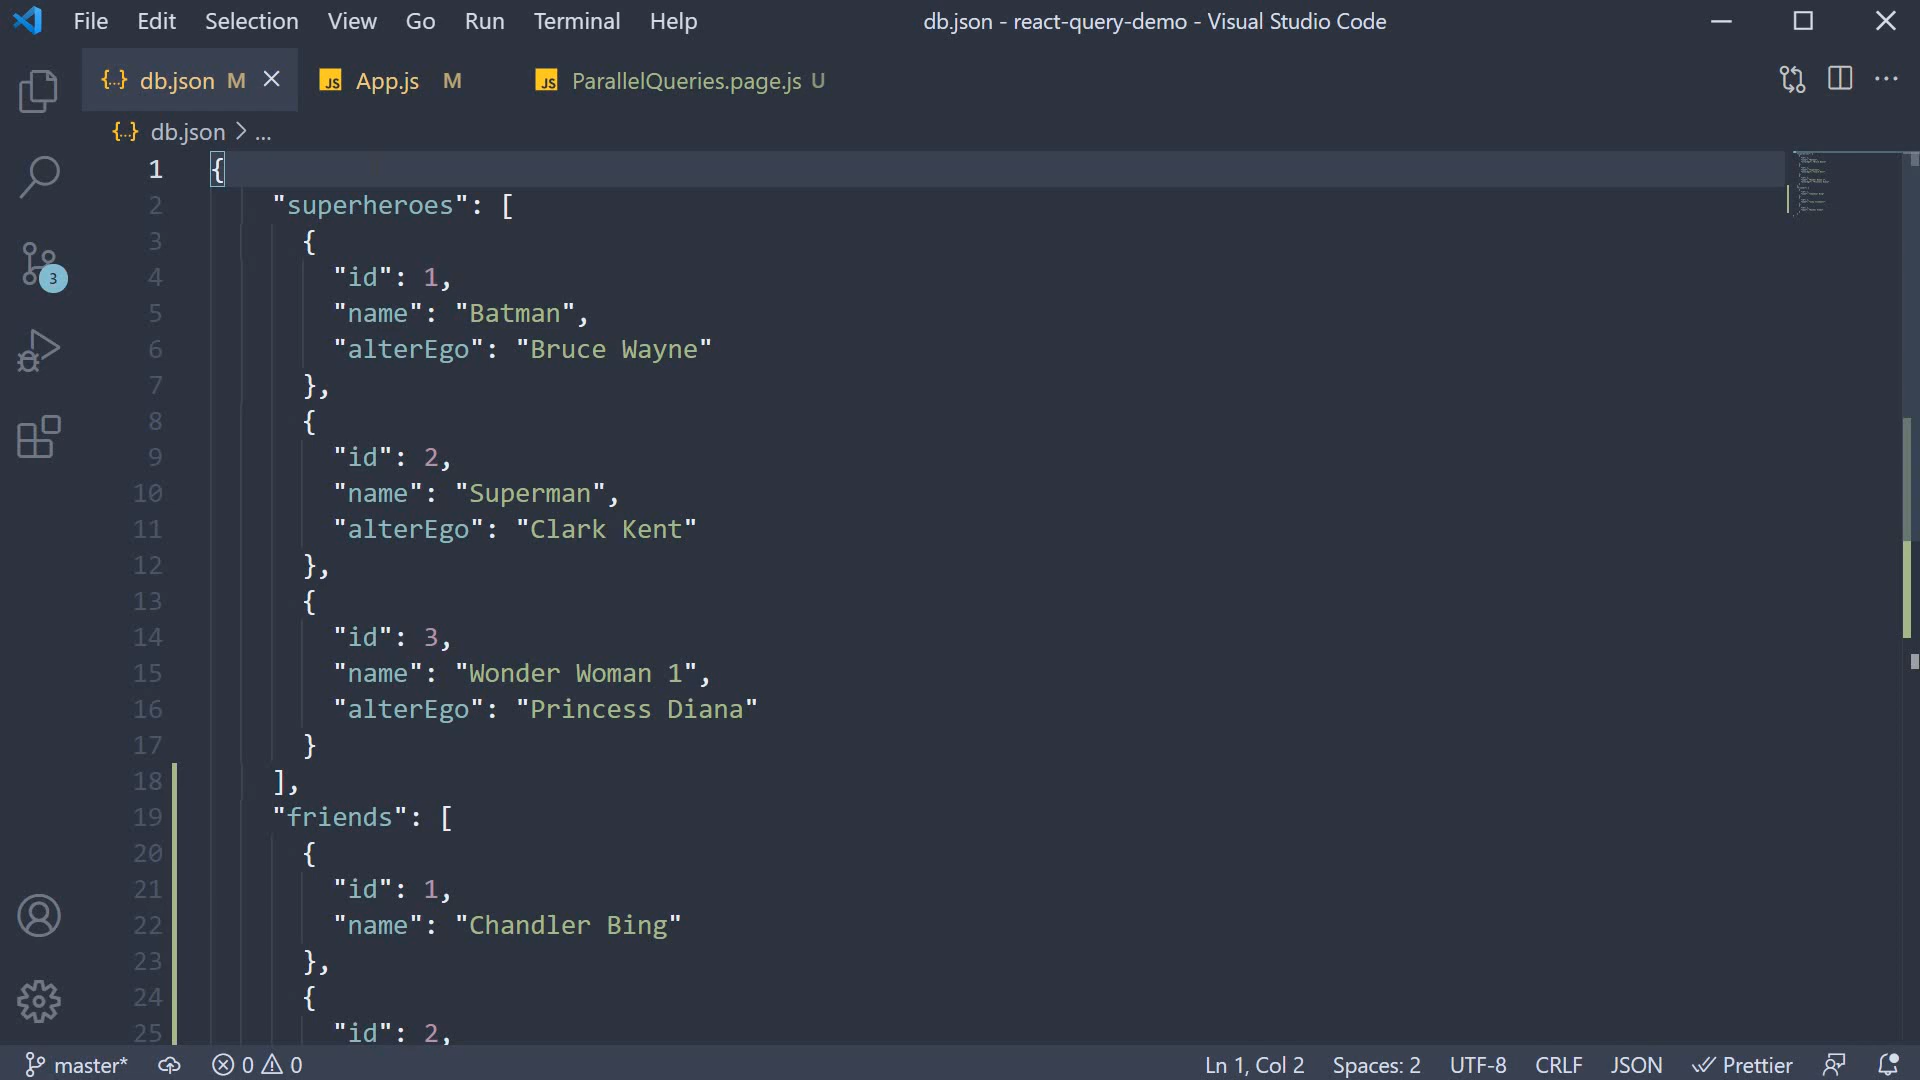 File Edit Selection View Go Run Terminal Help db.json - react-query-demo - Visual Studio Code
{..} db.json M JS App.js M JS ParallelQueries.page.js U
{..} db.json > ...
1 {
2 "superheroes": [
3 {
4 "id": 1,
5 "name": "Batman",
6 "alterEgo": "Bruce Wayne"
7 },
8 {
9 "id": 2,
10 "name": "Superman",
11 "alterEgo": "Clark Kent"
12 },
13 {
14 "id": 3,
15 "name": "Wonder Woman 1",
16 "alterEgo": "Princess Diana"
17 }
18 ],
19 "friends": [
20 {
21 "id": 1,
22 "name": "Chandler Bing"
23 },
24 {
25 "id": 2,
3
master* 0 0 Ln 1, Col 2 Spaces: 2 UTF-8 CRLF JSON Prettier